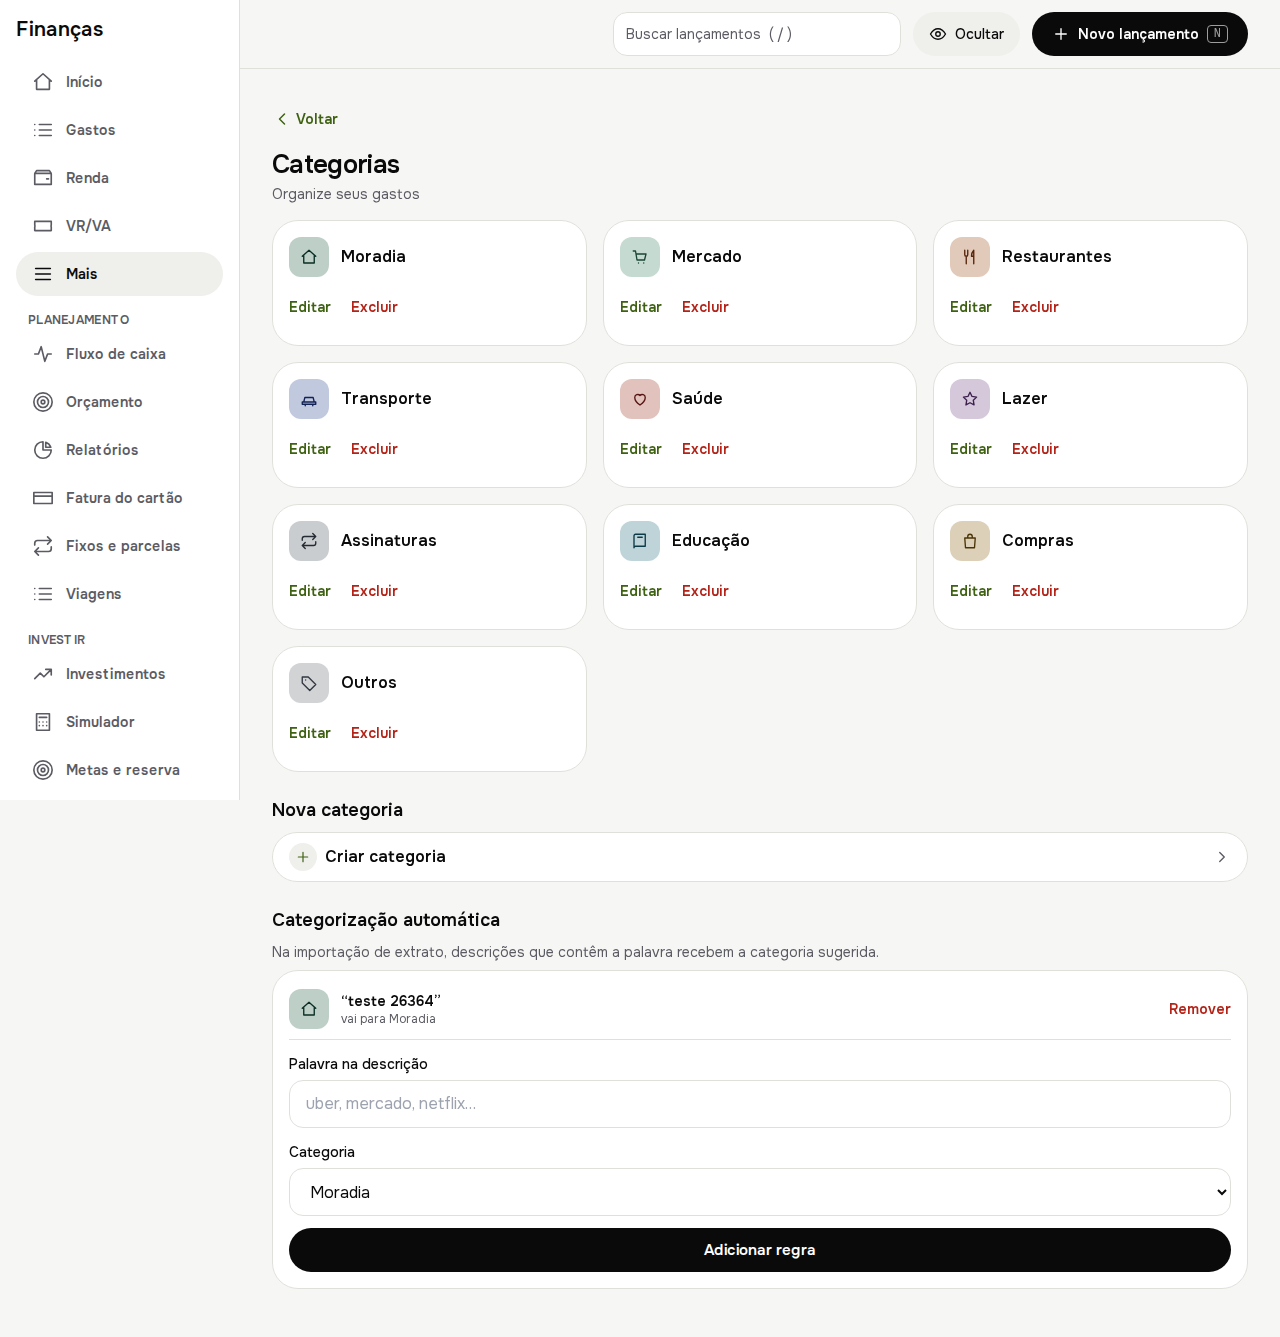 Finanças
Buscar lançamentos ( / )
Ocultar
Novo lançamento N
Início
Gastos
Renda
VR/VA
Mais
PLANEJAMENTO
Fluxo de caixa
Orçamento
Relatórios
Fatura do cartão
Fixos e parcelas
Viagens
INVESTIR
Investimentos
Simulador
Metas e reserva
Voltar
Categorias
Organize seus gastos
Moradia
Editar Excluir
Mercado
Editar Excluir
Restaurantes
Editar Excluir
Transporte
Editar Excluir
Saúde
Editar Excluir
Lazer
Editar Excluir
Assinaturas
Editar Excluir
Educação
Editar Excluir
Compras
Editar Excluir
Outros
Editar Excluir
Nova categoria
Criar categoria
Categorização automática
Na importação de extrato, descrições que contêm a palavra recebem a categoria sugerida.
“teste 26364”
vai para Moradia
Remover
Palavra na descrição
uber, mercado, netflix…
Categoria
Moradia
Adicionar regra